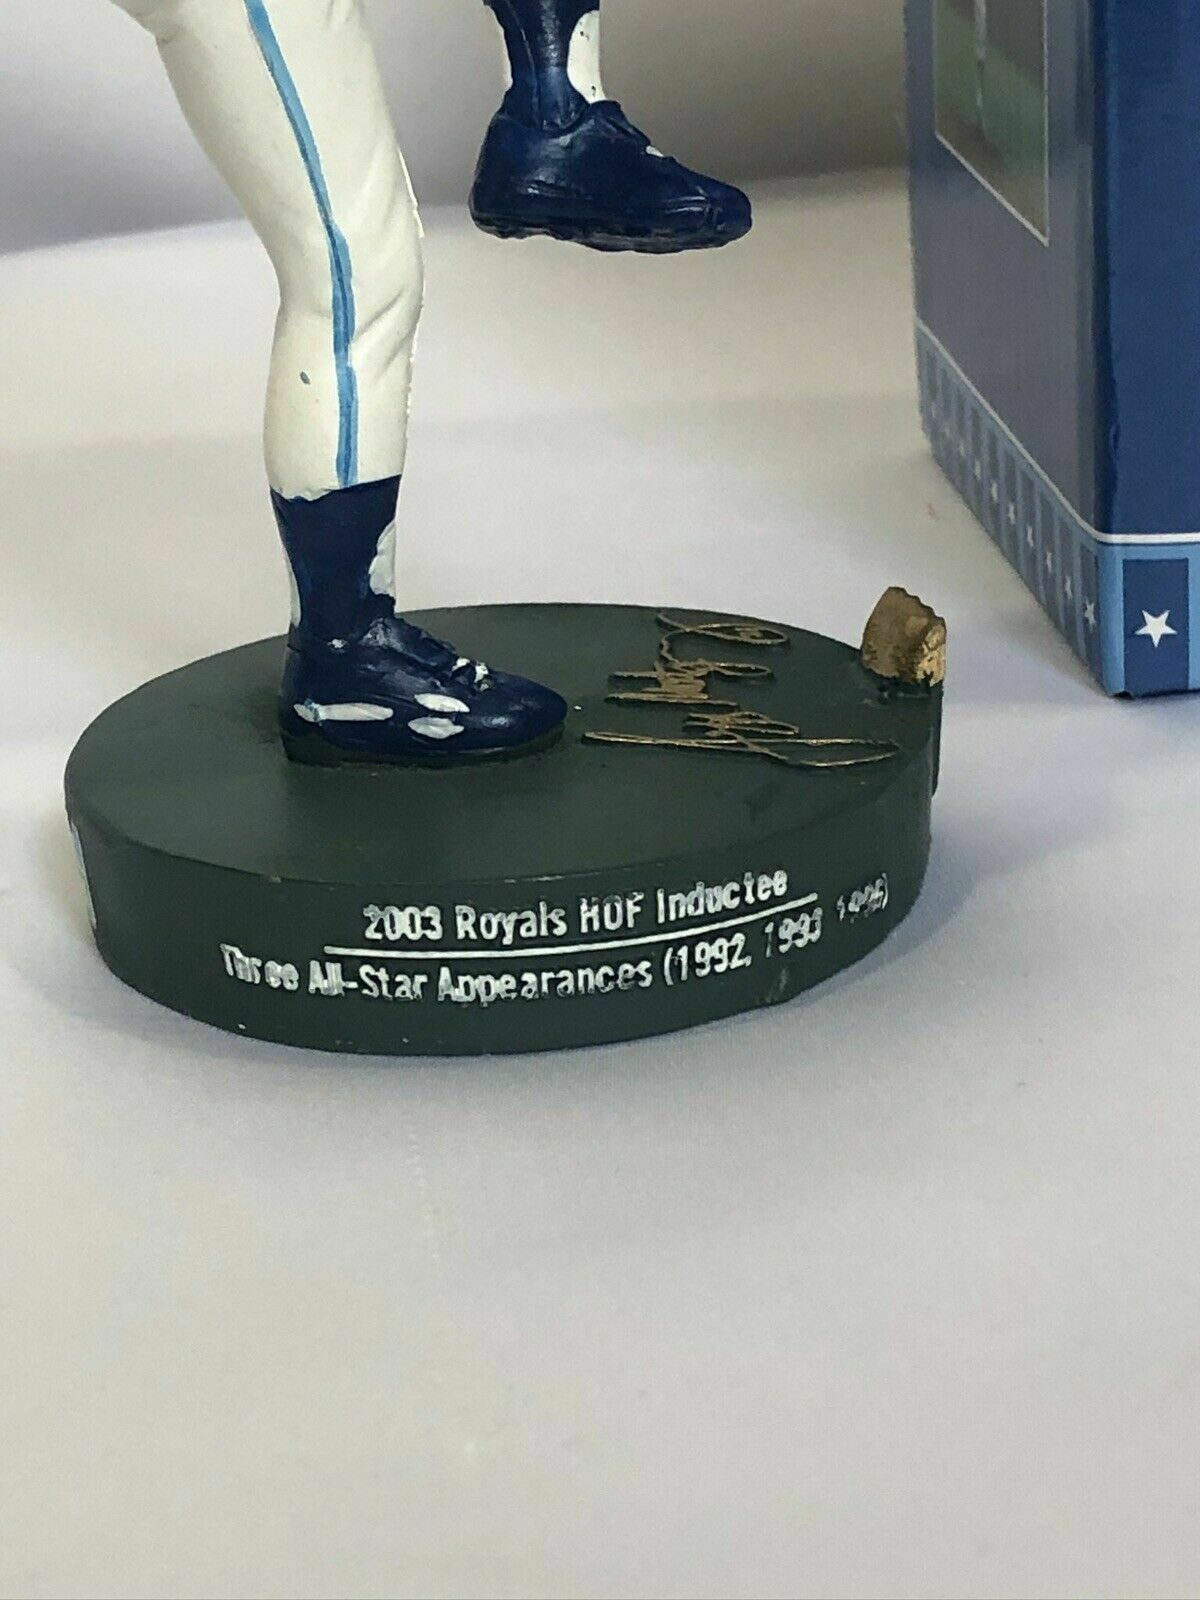 2003 Royals HOF Inductee
Three All-Star Appearances (1992, 1993